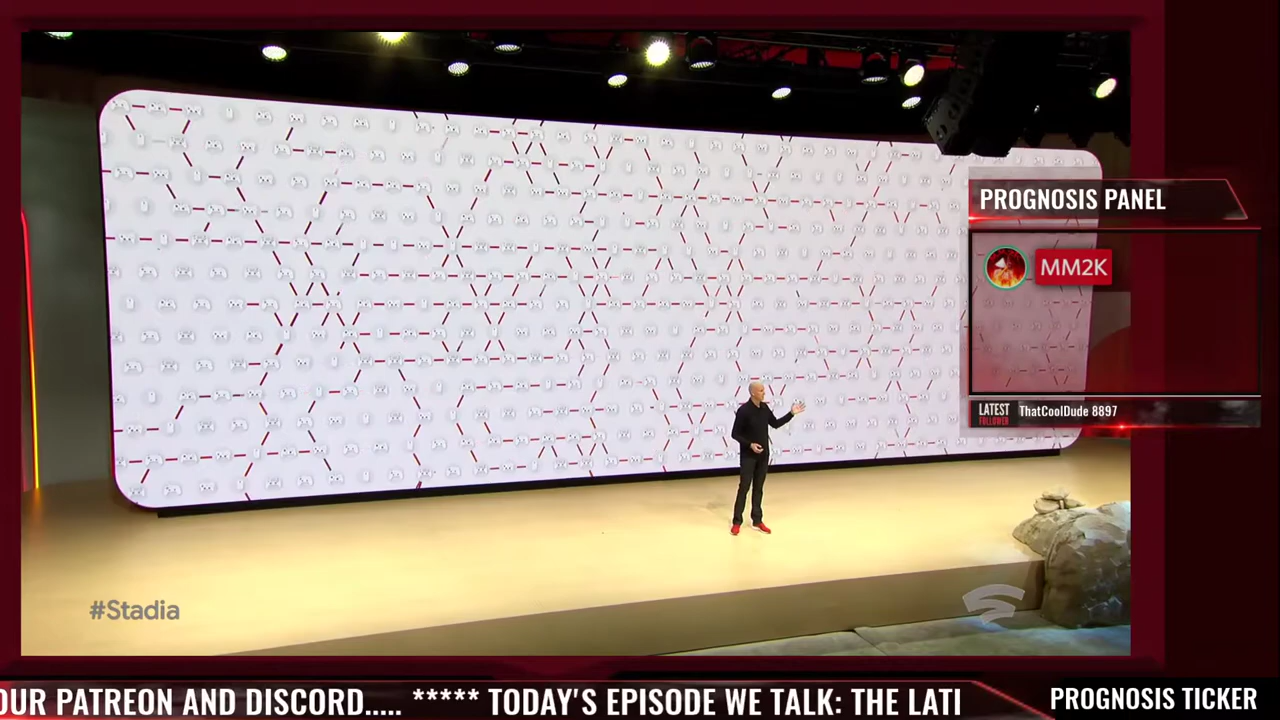 PROGNOSIS PANEL
MM2K
LATEST
FOLLOWER
ThatCoolDude 8897
#Stadia
OUR PATREON AND DISCORD..... ***** TODAY'S EPISODE WE TALK: THE LATI
PROGNOSIS TICKER